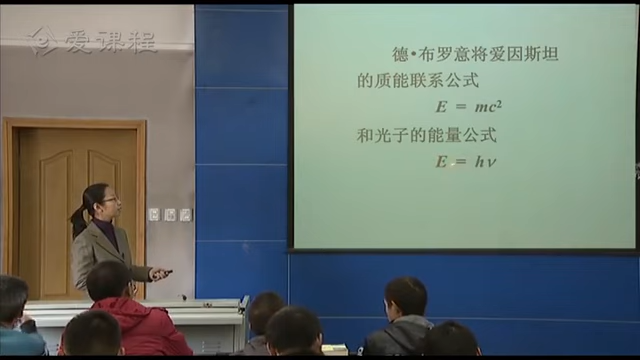 爱课程
德·布罗意将爱因斯坦
的质能联系公式
E = mc²
和光子的能量公式
E = hν